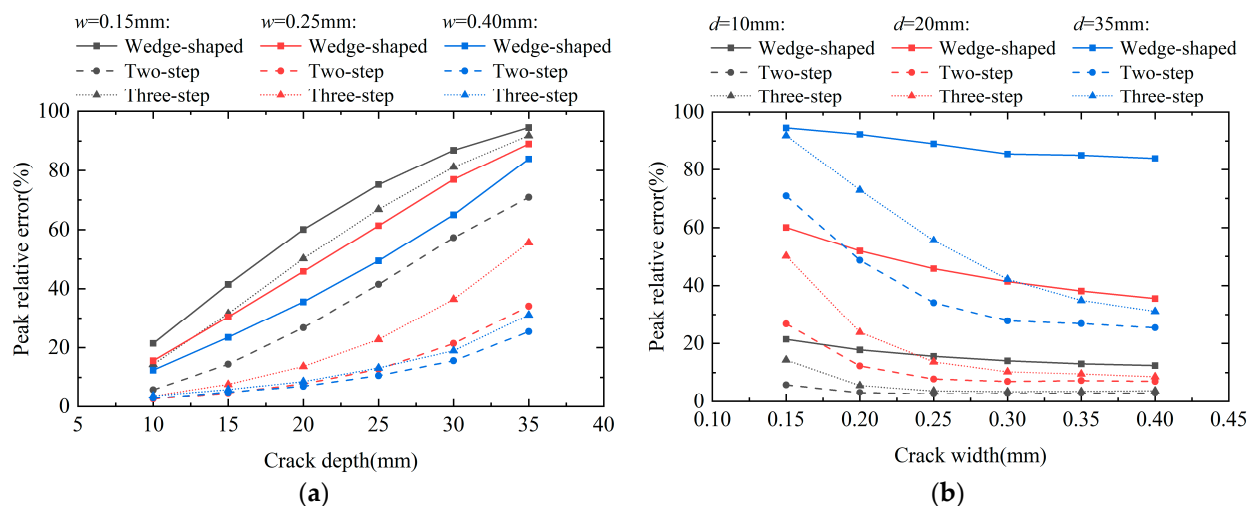 w=0.15mm: w=0.25mm: w=0.40mm:
Wedge-shaped Wedge-shaped Wedge-shaped
Two-step Two-step Two-step
Three-step Three-step Three-step
100
80
60
40
20
0
Peak relative error(%)
5 10 15 20 25 30 35 40
Crack depth(mm)
(a)
d=10mm: d=20mm: d=35mm:
Wedge-shaped Wedge-shaped Wedge-shaped
Two-step Two-step Two-step
Three-step Three-step Three-step
100
80
60
40
20
0
Peak relative error(%)
0.10 0.15 0.20 0.25 0.30 0.35 0.40 0.45
Crack width(mm)
(b)